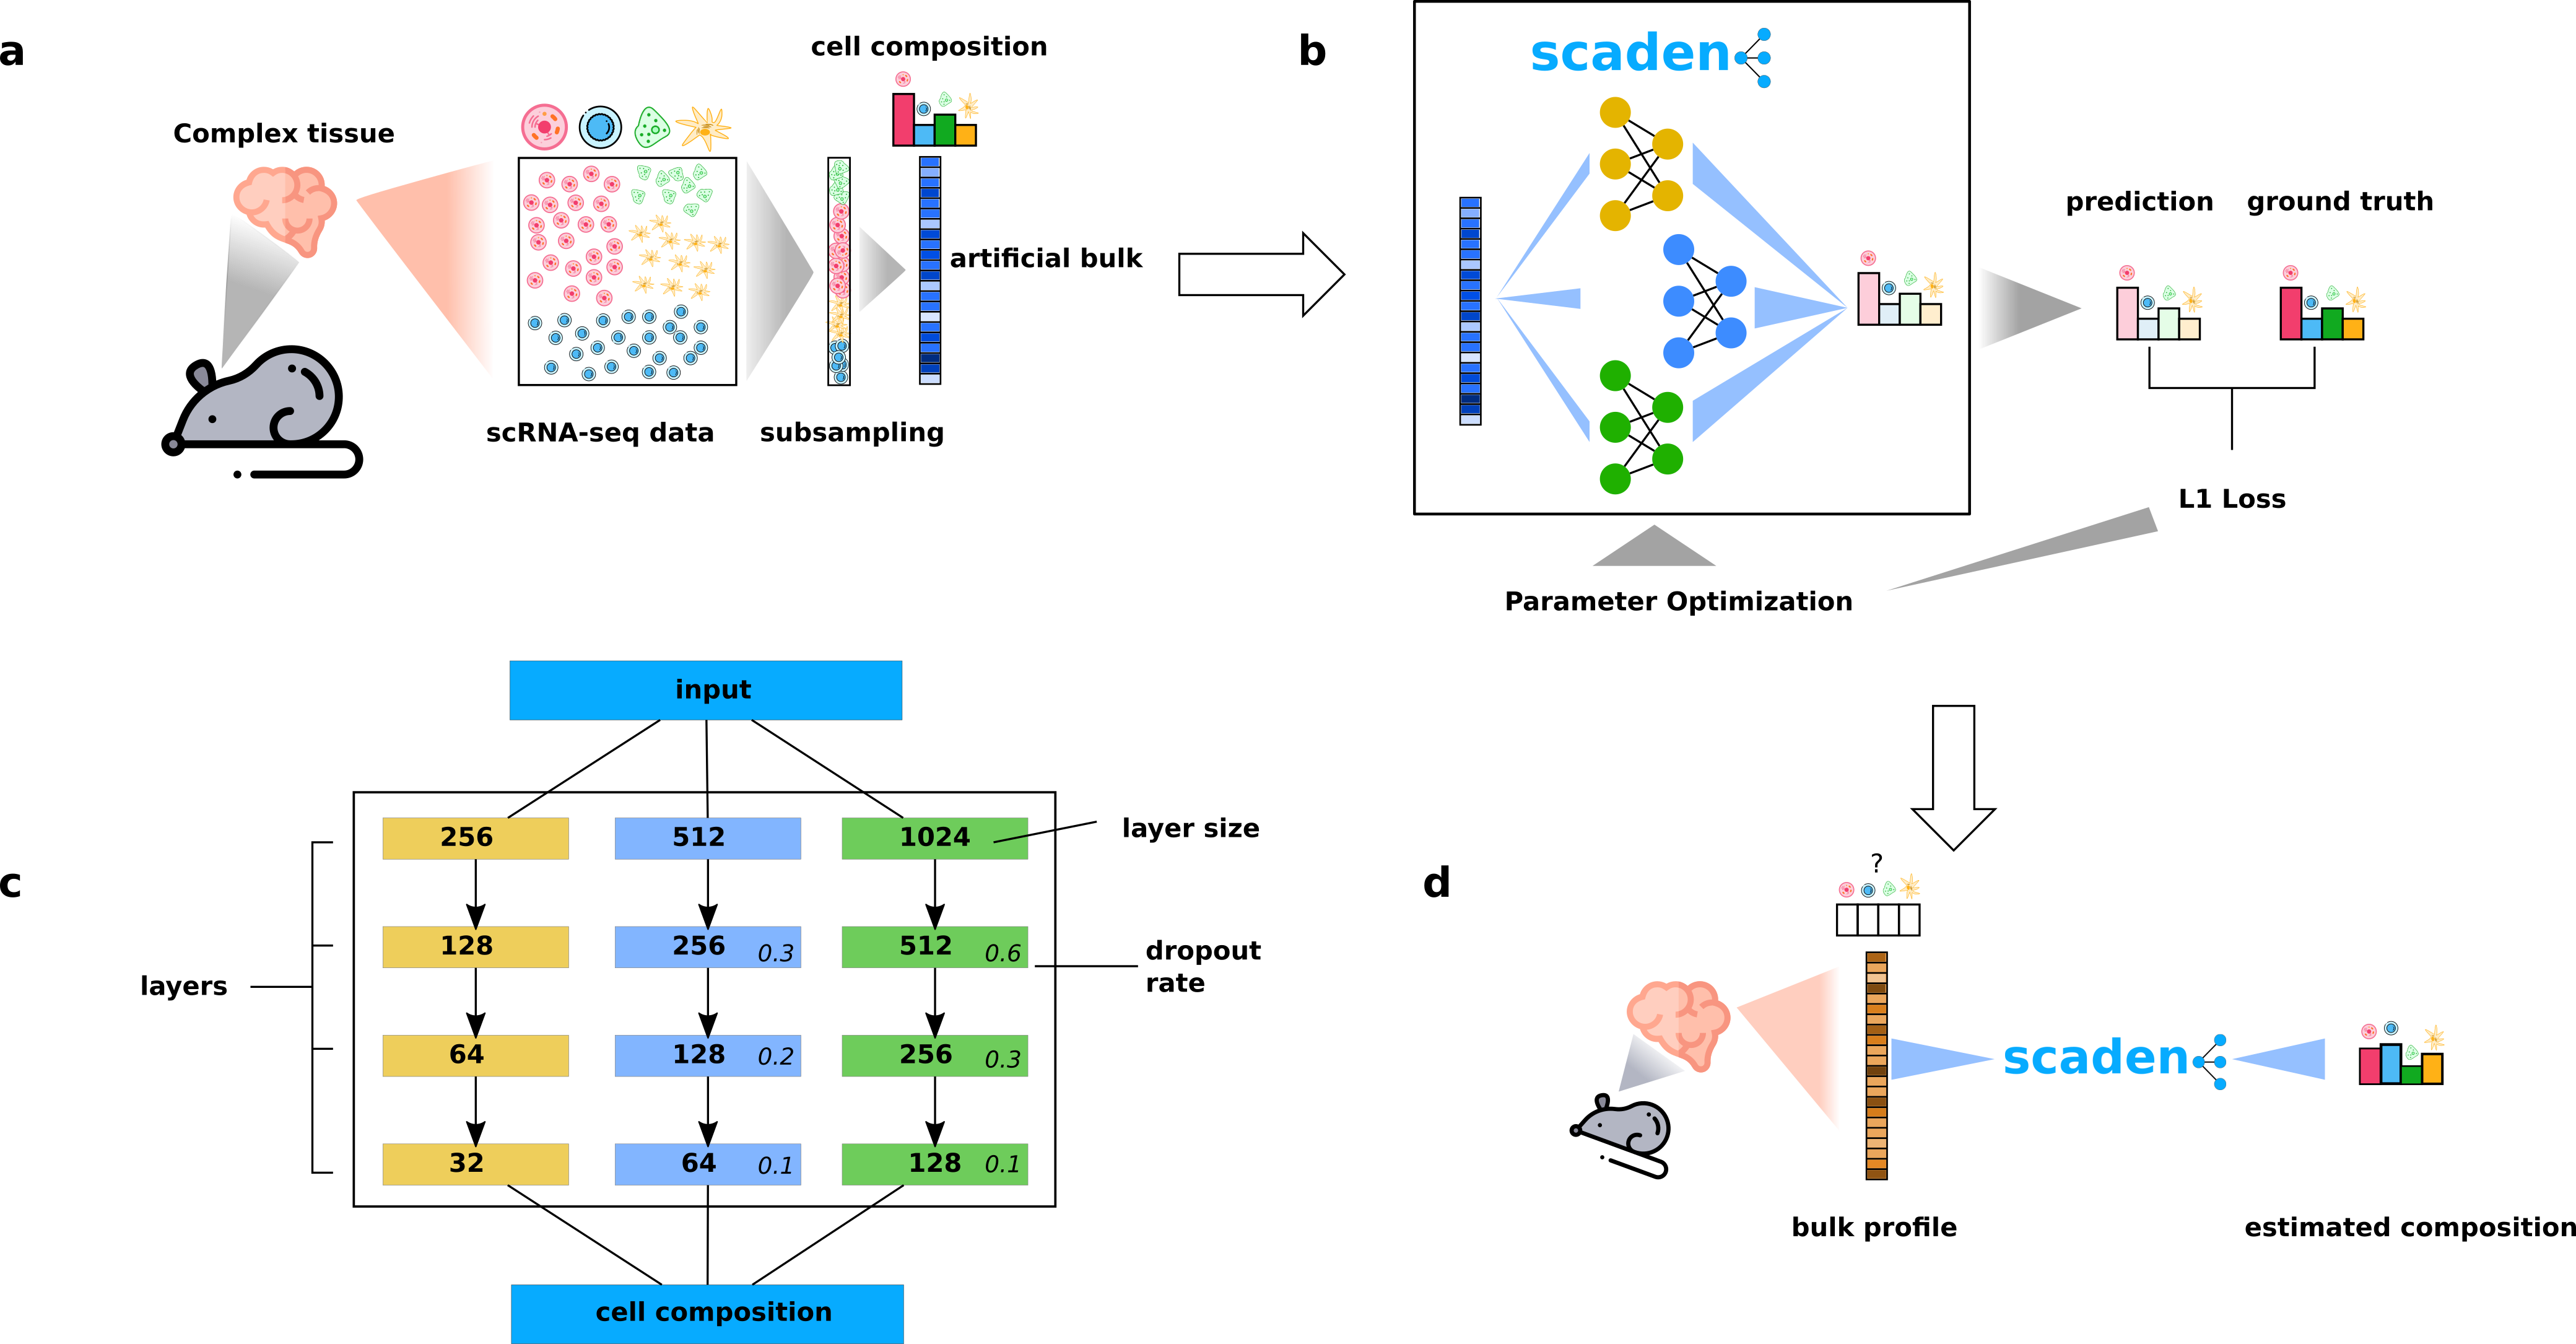 a
cell composition
Complex tissue
artificial bulk
scRNA-seq data
subsampling
b
scaden
prediction
ground truth
L1 Loss
Parameter Optimization
c
input
256
512
1024
layer size
128
256
0.3
512
0.6
dropout
rate
layers
64
128
0.2
256
0.3
32
64
0.1
128
0.1
cell composition
d
?
scaden
bulk profile
estimated composition